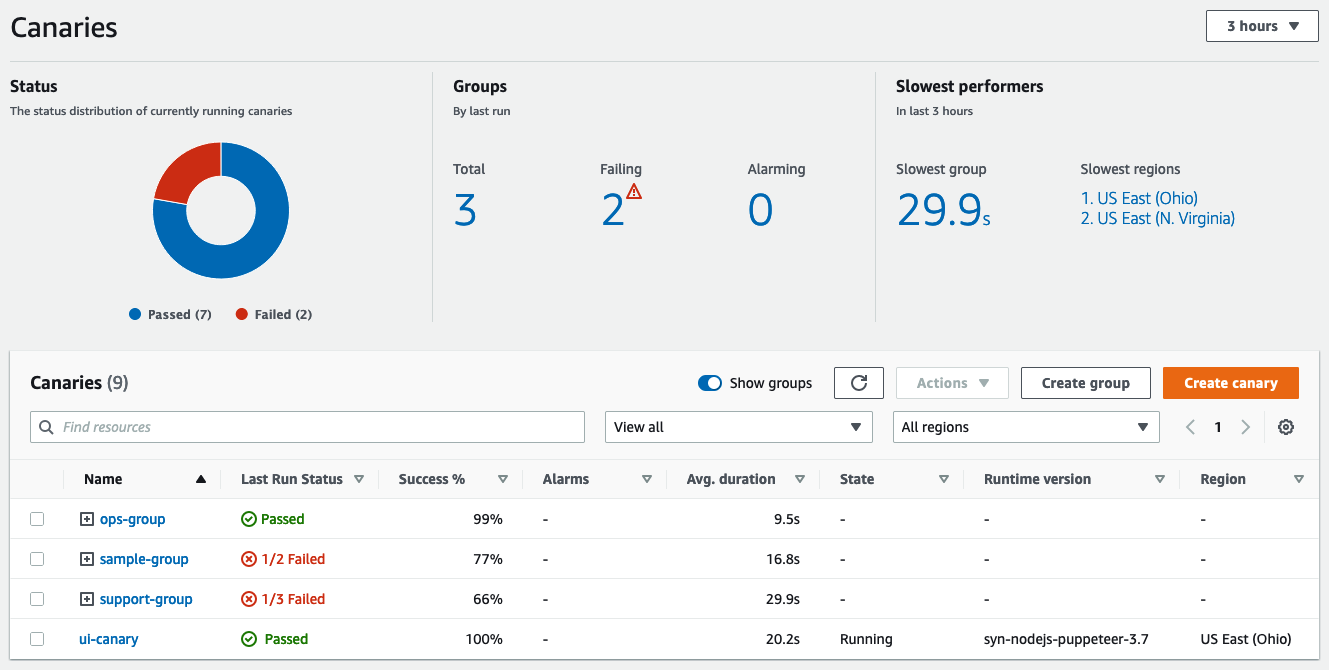 Canaries
3 hours
Status
The status distribution of currently running canaries
Passed (7) Failed (2)
Groups
By last run
Total Failing Alarming
3 2 0
Slowest performers
In last 3 hours
Slowest group Slowest regions
29.9s
1. US East (Ohio)
2. US East (N. Virginia)
Canaries (9) Show groups Actions Create group Create canary
Find resources View all All regions 1
Name Last Run Status Success % Alarms Avg. duration State Runtime version Region
ops-group Passed 99% - 9.5s - - -
sample-group 1/2 Failed 77% - 16.8s - - -
support-group 1/3 Failed 66% - 29.9s - - -
ui-canary Passed 100% - 20.2s Running syn-nodejs-puppeteer-3.7 US East (Ohio)